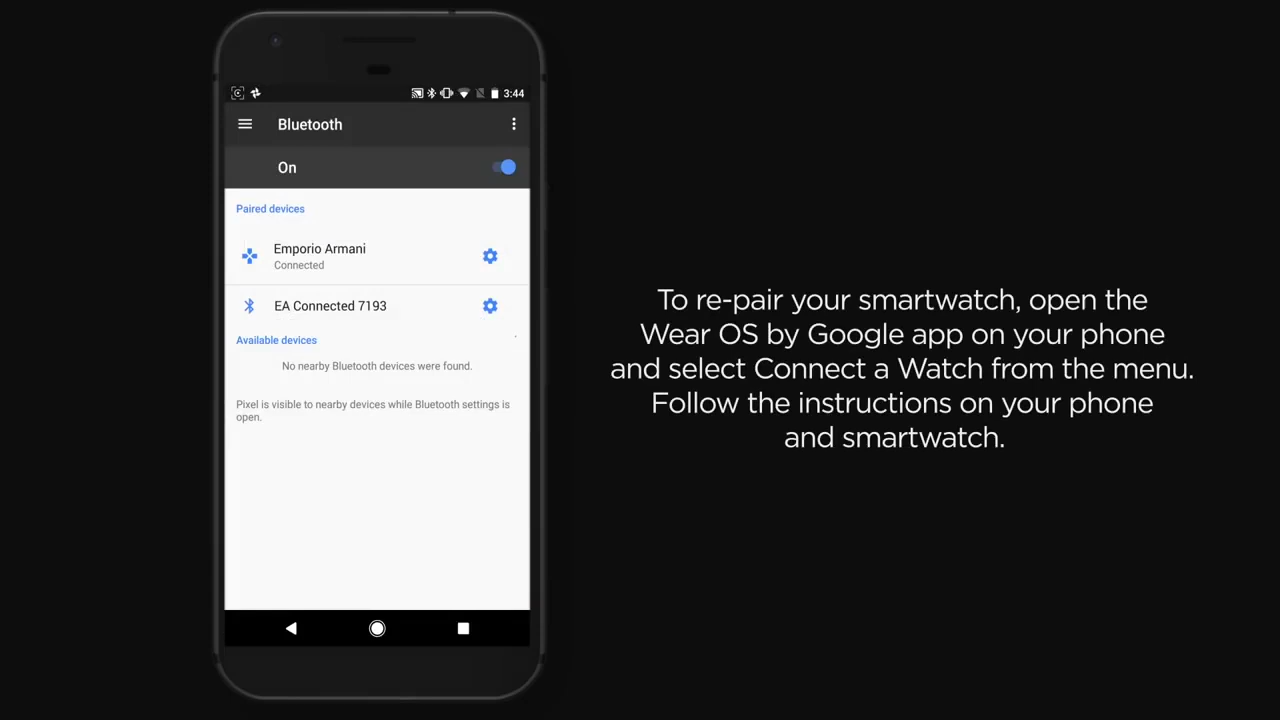 3:44
Bluetooth
On
Paired devices
Emporio Armani
Connected
EA Connected 7193
Available devices
No nearby Bluetooth devices were found.
Pixel is visible to nearby devices while Bluetooth settings is
open.
To re-pair your smartwatch, open the
Wear OS by Google app on your phone
and select Connect a Watch from the menu.
Follow the instructions on your phone
and smartwatch.